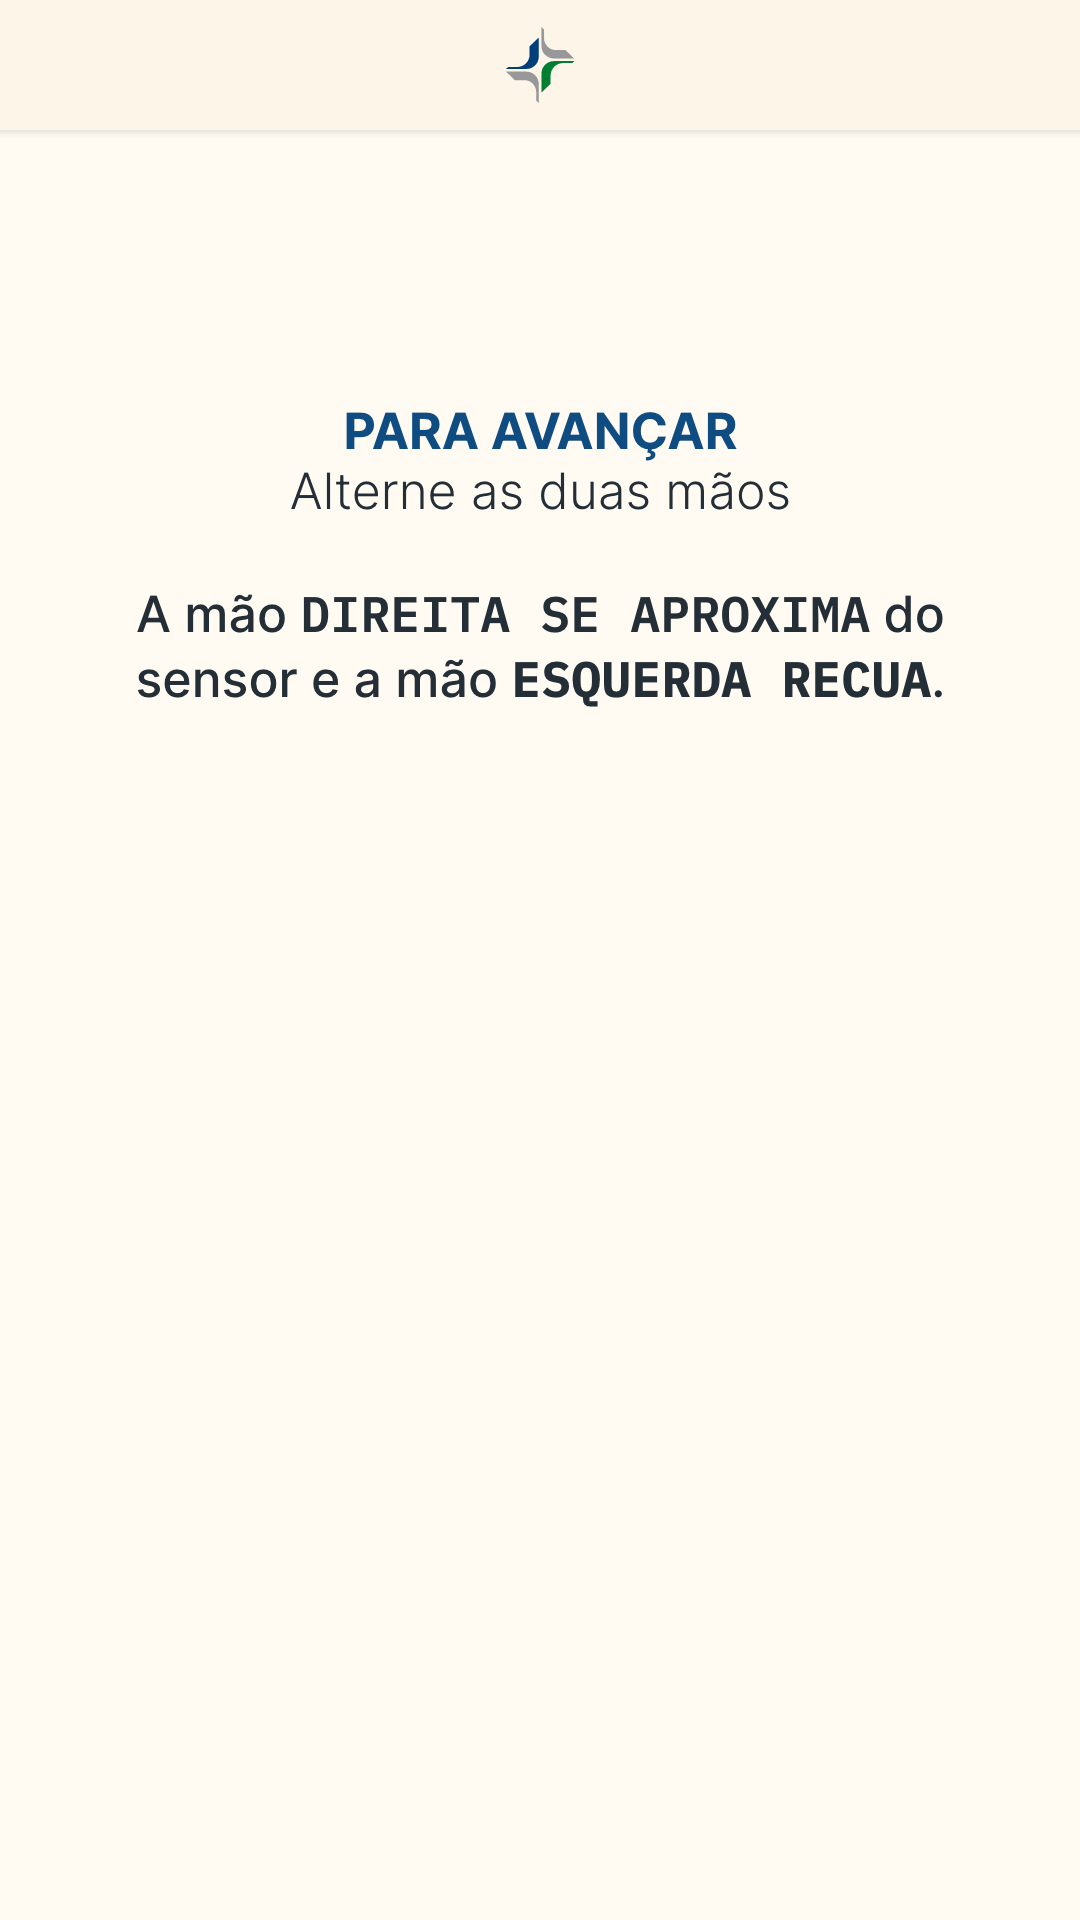 PARA AVANÇAR
Alterne as duas mãos
A mão DIREITA SE APROXIMA do
sensor e a mão ESQUERDA RECUA.